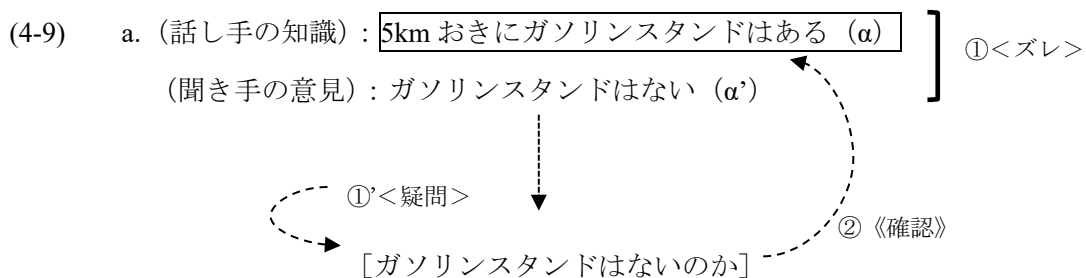 (4-9) a.（話し手の知識）: 5km おきにガソリンスタンドはある（α）
①＜ズレ＞
（聞き手の意見）: ガソリンスタンドはない（α’）
①’＜疑問＞
②《確認》
［ガソリンスタンドはないのか］